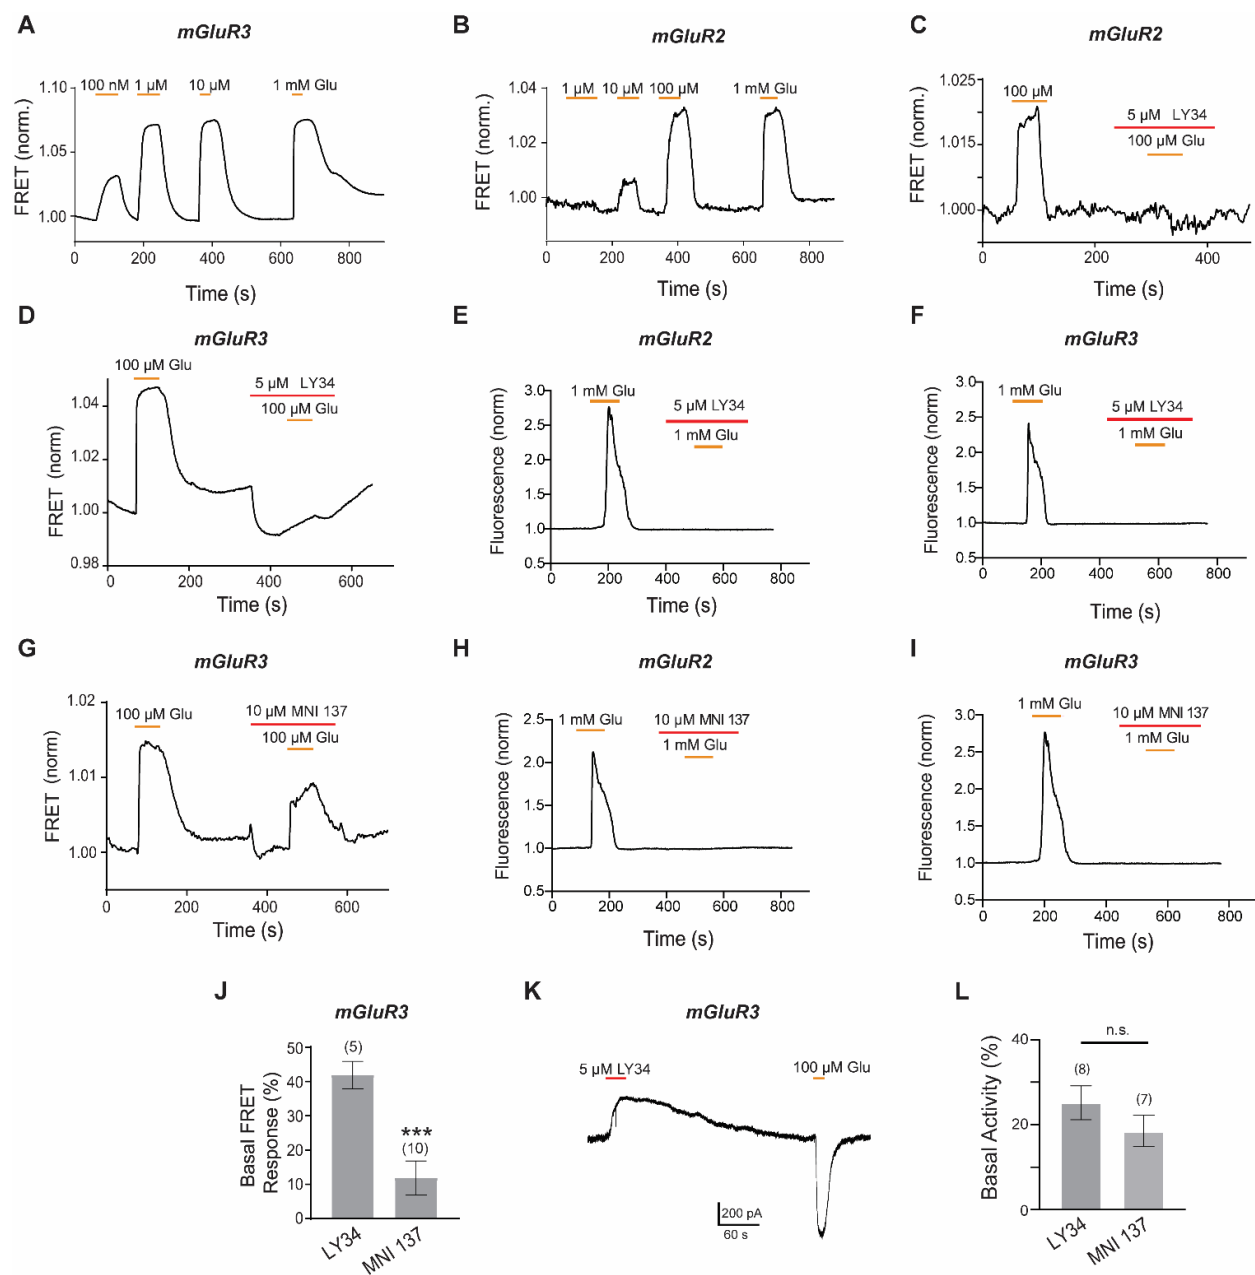 A
mGluR3
100 nM 1 µM 10 µM 1 mM Glu
1.10
1.05
1.00
FRET (norm.)
0 200 400 600 800
Time (s)
B
mGluR2
1 µM 10 µM 100 µM 1 mM Glu
1.04
1.02
1.00
FRET (norm.)
0 200 400 600 800
Time (s)
C
mGluR2
100 µM
5 µM LY34
100 µM Glu
1.025
1.015
1.000
FRET (norm.)
0 200 400
Time (s)
D
mGluR3
100 µM Glu
5 µM LY34
100 µM Glu
1.04
1.02
1.00
0.98
FRET (norm)
0 200 400 600
Time (s)
E
mGluR2
1 mM Glu
5 µM LY34
1 mM Glu
3.0
2.5
2.0
1.5
1.0
0.5
Fluorescence (norm)
0 200 400 600 800
Time (s)
F
mGluR3
1 mM Glu
5 µM LY34
1 mM Glu
3.0
2.5
2.0
1.5
1.0
0.5
Fluorescence (norm)
0 200 400 600 800
Time (s)
G
mGluR3
100 µM Glu
10 µM MNI 137
100 µM Glu
1.02
1.01
1.00
FRET (norm)
0 200 400 600
Time (s)
H
mGluR2
1 mM Glu
10 µM MNI 137
1 mM Glu
2.5
2.0
1.5
1.0
0.5
Fluorescence (norm)
0 200 400 600 800
Time (s)
I
mGluR3
1 mM Glu
10 µM MNI 137
1 mM Glu
3.0
2.5
2.0
1.5
1.0
0.5
Fluorescence (norm)
0 200 400 600 800
Time (s)
J
mGluR3
50
40
30
20
10
0
Basal FRET
Response (%)
(5)
***
(10)
LY34
MNI 137
K
mGluR3
5 µM LY34
100 µM Glu
200 pA
60 s
L
n.s.
40
20
0
Basal Activity (%)
(8)
(7)
LY34
MNI 137